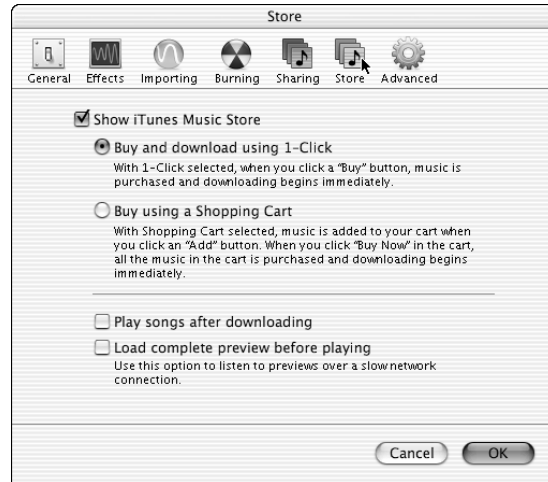 Store
General Effects Importing Burning Sharing Store Advanced
Show iTunes Music Store
Buy and download using 1-Click
With 1-Click selected, when you click a "Buy" button, music is
purchased and downloading begins immediately.
Buy using a Shopping Cart
With Shopping Cart selected, music is added to your cart when
you click an "Add" button. When you click "Buy Now" in the cart,
all the music in the cart is purchased and downloading begins
immediately.
Play songs after downloading
Load complete preview before playing
Use this option to listen to previews over a slow network
connection.
Cancel OK